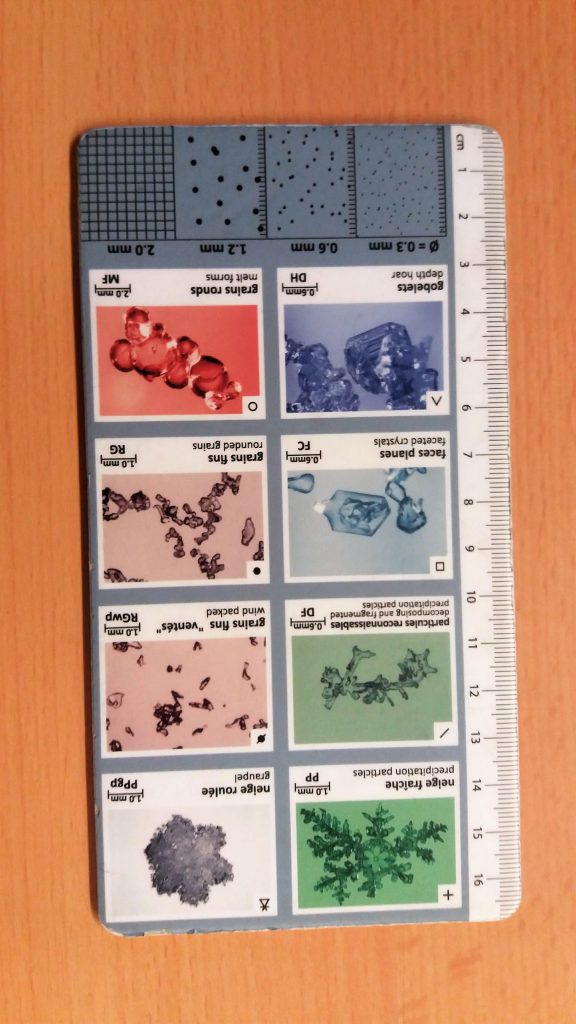 +
neige fraîche
precipitation particles
1.0 mm
PP
neige roulée
graupel
1.0 mm
PPgp
particules reconnaissables
decomposing and fragmented
precipitation particles
0.6mm
DF
grains fins "ventés"
wind packed
1.0 mm
RGwp
faces planes
faceted crystals
0.6mm
FC
grains fins
rounded grains
1.0 mm
RG
gobelets
depth hoar
0.6mm
DH
grains ronds
melt forms
2.0 mm
MF
Ø = 0.3 mm
0.6 mm
1.2 mm
2.0 mm
16
15
14
13
12
11
10
9
8
7
6
5
4
3
2
1
cm